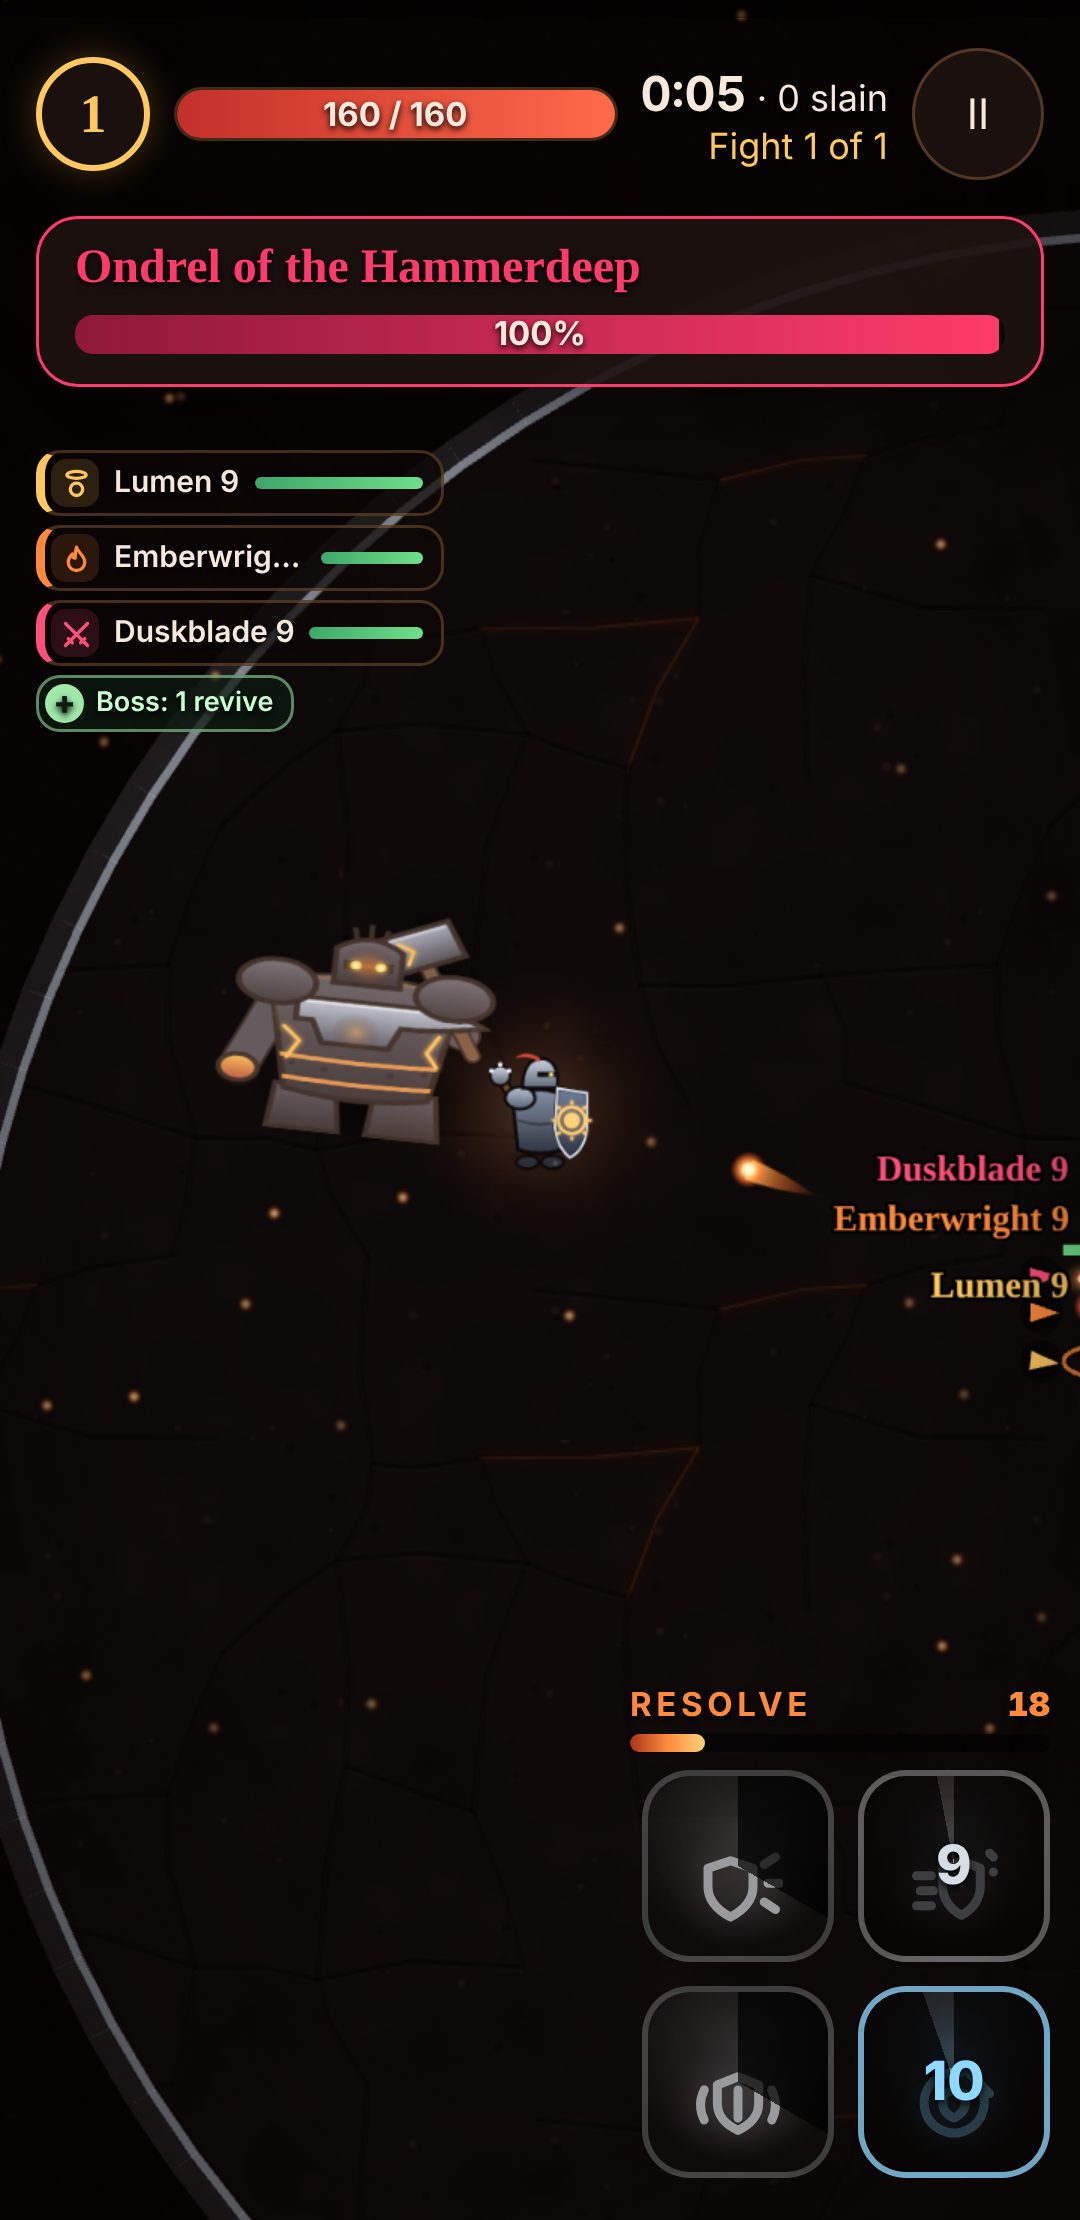 1
160 / 160
0:05 · 0 slain
Fight 1 of 1
Ondrel of the Hammerdeep
100%
Lumen 9
Emberwrig...
Duskblade 9
Boss: 1 revive
Duskblade 9
Emberwright 9
Lumen 9
RESOLVE 18
9
10